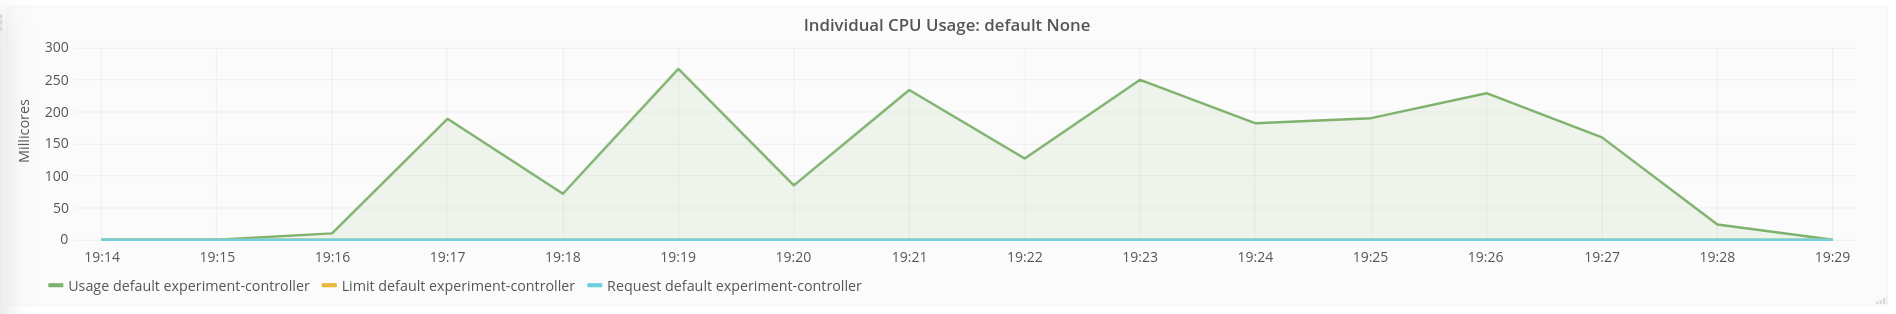 Individual CPU Usage: default None
Millicores
300
250
200
150
100
50
0
19:14 19:15 19:16 19:17 19:18 19:19 19:20 19:21 19:22 19:23 19:24 19:25 19:26 19:27 19:28 19:29
Usage default experiment-controller Limit default experiment-controller Request default experiment-controller